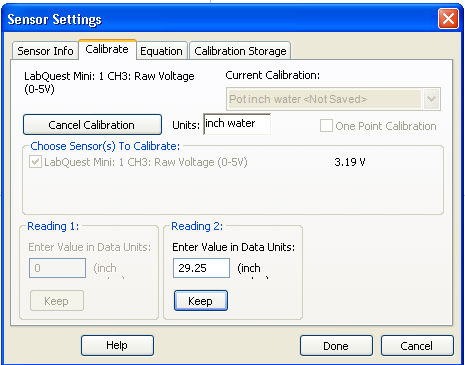 Sensor Settings
Sensor Info Calibrate Equation Calibration Storage
LabQuest Mini: 1 CH3: Raw Voltage
(0-5V)
Current Calibration:
Pot inch water <Not Saved>
Cancel Calibration Units: inch water One Point Calibration
Choose Sensor(s) To Calibrate:
LabQuest Mini: 1 CH3: Raw Voltage (0-5V) 3.19 V
Reading 1:
Enter Value in Data Units:
0 (inch
Keep
Reading 2:
Enter Value in Data Units:
29.25 (inch
Keep
Help Done Cancel